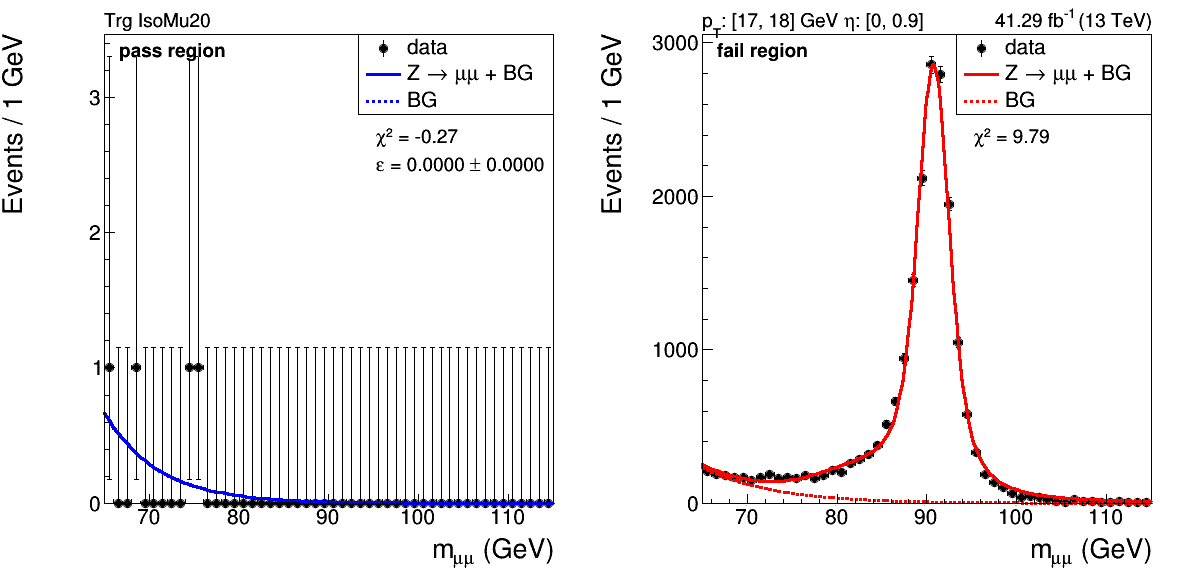 Trg IsoMu20
pass region
data
Z → μμ + BG
BG
χ² = -0.27
ε = 0.0000 ± 0.0000
Events / 1 GeV
3
2
1
0
70 80 90 100 110
mμμ (GeV)
pT: [17, 18] GeV η: [0, 0.9] 41.29 fb⁻¹ (13 TeV)
fail region
data
Z → μμ + BG
BG
χ² = 9.79
Events / 1 GeV
3000
2000
1000
0
70 80 90 100 110
mμμ (GeV)